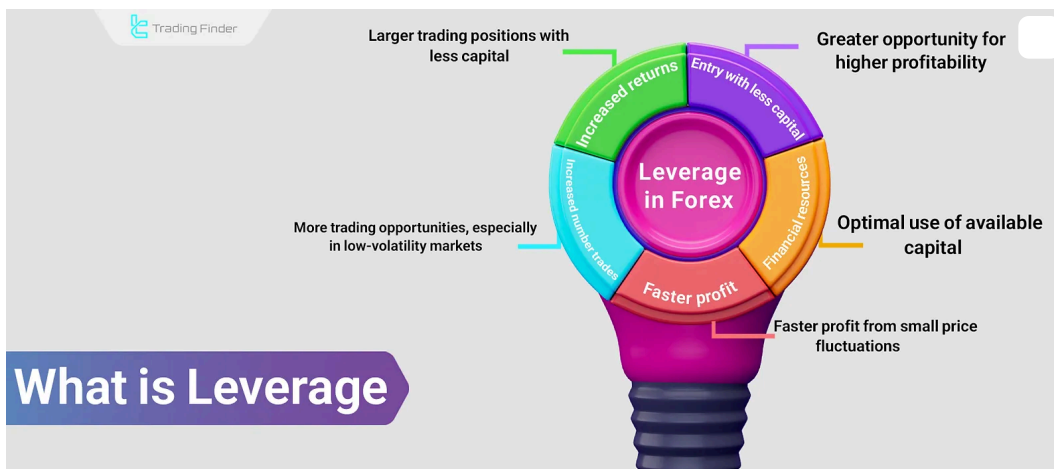 Trading Finder
Larger trading positions with
less capital
Greater opportunity for
higher profitability
Increased returns
Entry with less capital
Leverage
in Forex
Increased number trades
Financial resources
More trading opportunities, especially
in low-volatility markets
Optimal use of available
capital
Faster profit
Faster profit from small price
fluctuations
What is Leverage